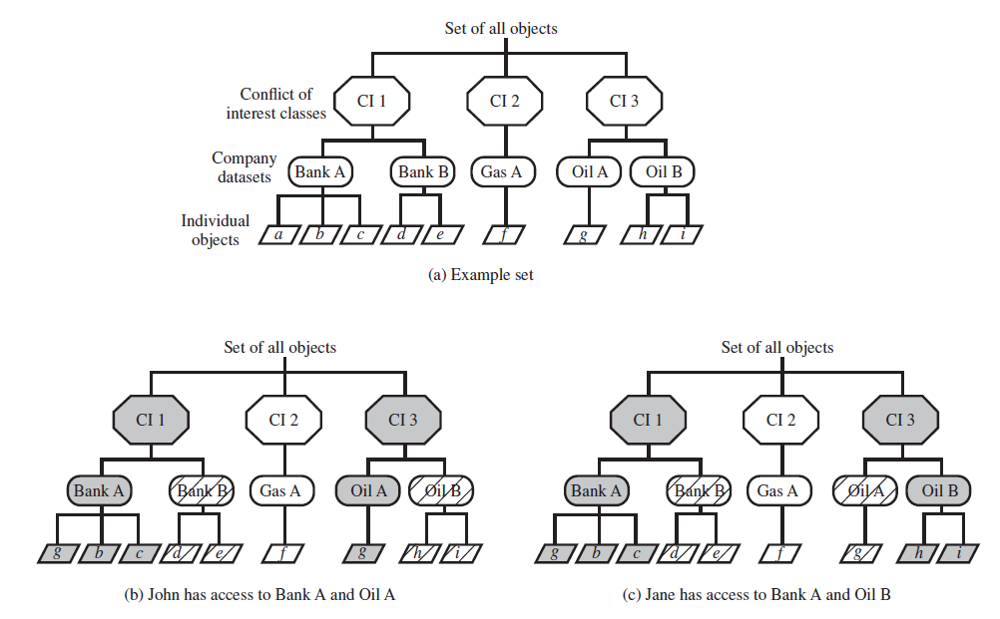 Set of all objects
Conflict of
interest classes
CI 1
CI 2
CI 3
Company
datasets
Bank A
Bank B
Gas A
Oil A
Oil B
Individual
objects
a
b
c
d
e
f
g
h
i
(a) Example set
Set of all objects
CI 1
CI 2
CI 3
Bank A
Bank B
Gas A
Oil A
Oil B
g
b
c
d
e
f
g
h
i
(b) John has access to Bank A and Oil A
Set of all objects
CI 1
CI 2
CI 3
Bank A
Bank B
Gas A
Oil A
Oil B
g
b
c
d
e
f
g
h
i
(c) Jane has access to Bank A and Oil B